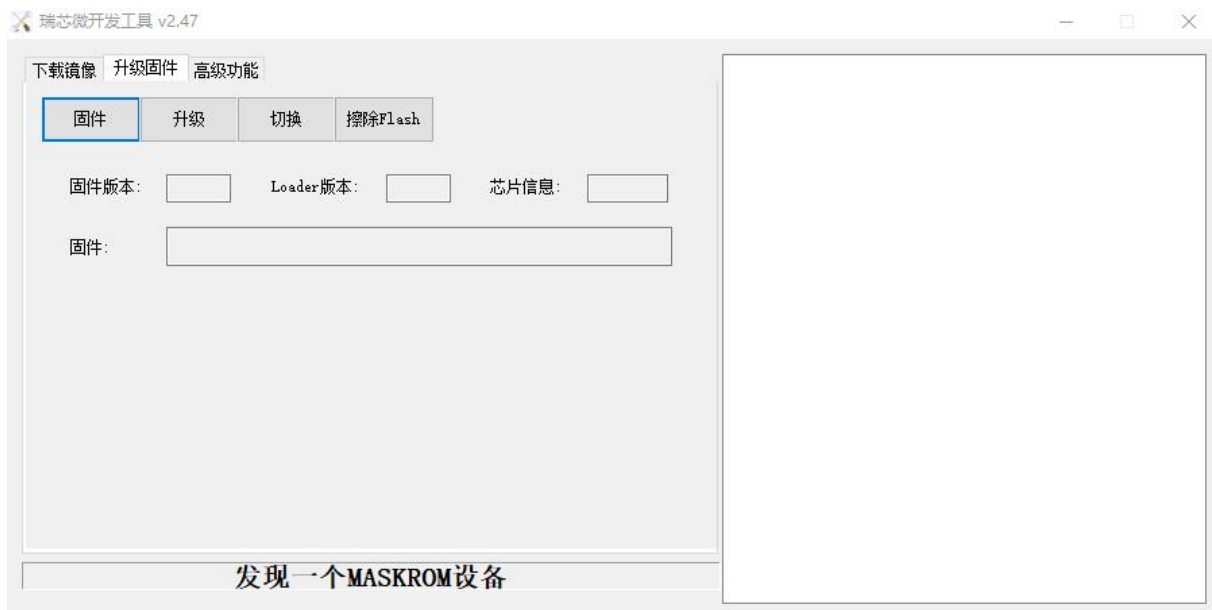 瑞芯微开发工具 v2.47
下载镜像 升级固件 高级功能
固件 升级 切换 擦除Flash
固件版本: Loader版本: 芯片信息:
固件:
发现一个MASKROM设备